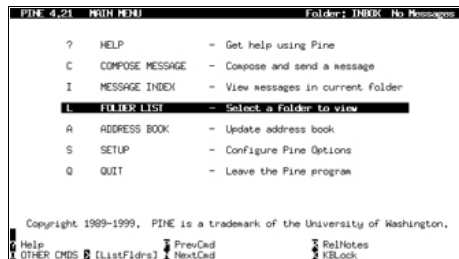 PINE 4.21 MAIN MENU Folder: INBOX No Messages
? HELP - Get help using Pine
C COMPOSE MESSAGE - Compose and send a message
I MESSAGE INDEX - View messages in current folder
L FOLDER LIST - Select a folder to view
A ADDRESS BOOK - Update address book
S SETUP - Configure Pine Options
Q QUIT - Leave the Pine program
Copyright 1989-1999. PINE is a trademark of the University of Washington.
? Help P PrevCmd R RelNotes
O OTHER CMDS > [ListFldrs] N NextCmd K KBLock